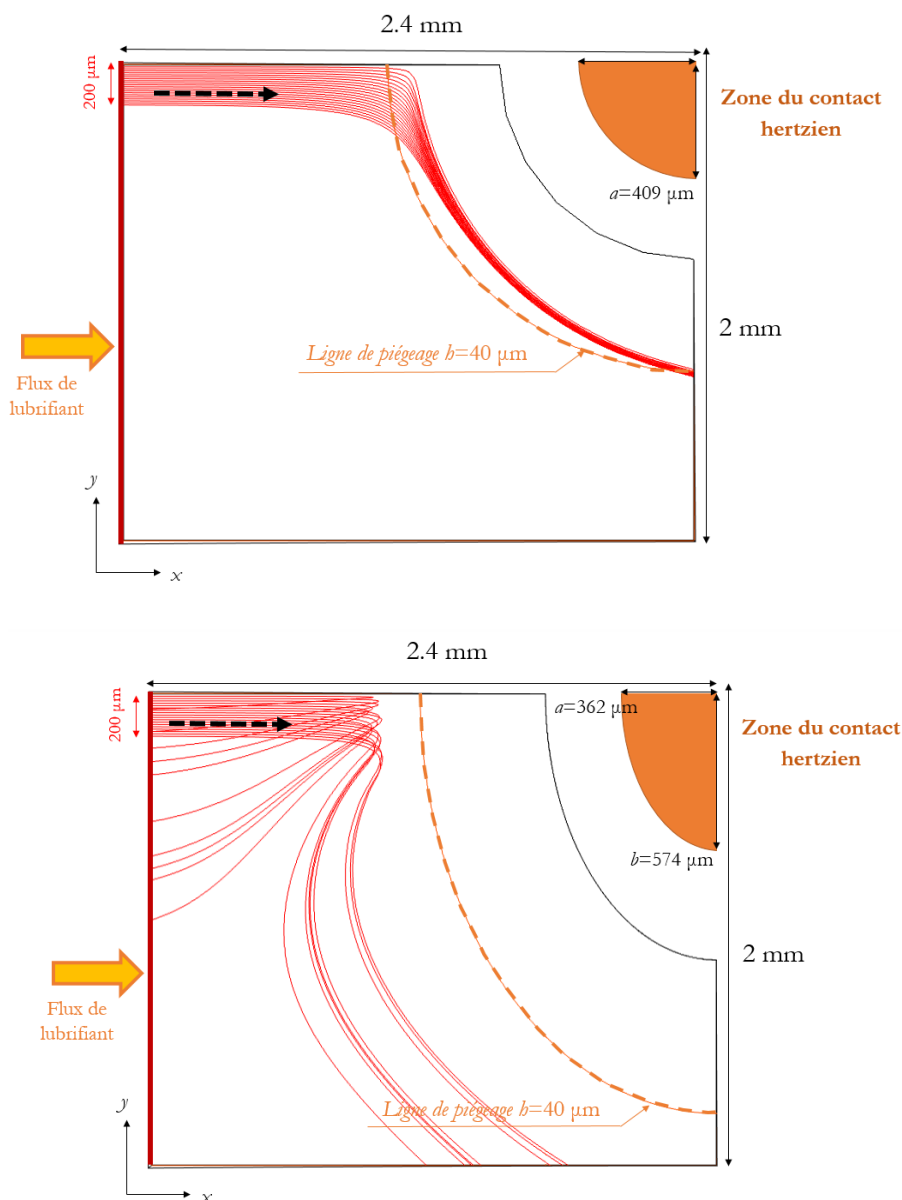 2.4 mm
200 µm
Zone du contact
hertzien
a=409 µm
2 mm
Ligne de piégeage h=40 µm
Flux de
lubrifiant
y
x
2.4 mm
200 µm
a=362 µm
Zone du contact
hertzien
b=574 µm
2 mm
Flux de
lubrifiant
Ligne de piégeage h=40 µm
y
x